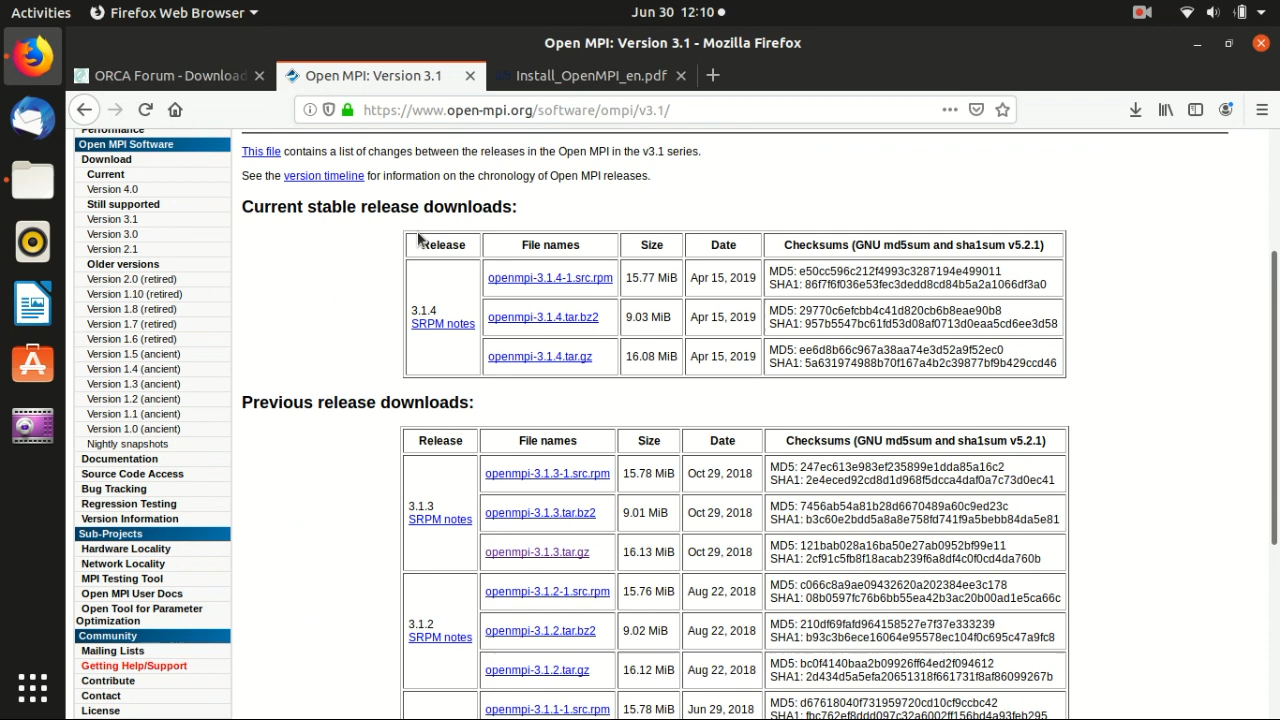 Activities Firefox Web Browser Jun 30 12:10
Open MPI: Version 3.1 - Mozilla Firefox
ORCA Forum - Download Open MPI: Version 3.1 Install_OpenMPI_en.pdf
https://www.open-mpi.org/software/ompi/v3.1/
Performance
Open MPI Software
Download
Current
Version 4.0
Still supported
Version 3.1
Version 3.0
Version 2.1
Older versions
Version 2.0 (retired)
Version 1.10 (retired)
Version 1.8 (retired)
Version 1.7 (retired)
Version 1.6 (retired)
Version 1.5 (ancient)
Version 1.4 (ancient)
Version 1.3 (ancient)
Version 1.2 (ancient)
Version 1.1 (ancient)
Version 1.0 (ancient)
Nightly snapshots
Documentation
Source Code Access
Bug Tracking
Regression Testing
Version Information
Sub-Projects
Hardware Locality
Network Locality
MPI Testing Tool
Open MPI User Docs
Open Tool for Parameter
Optimization
Community
Mailing Lists
Getting Help/Support
Contribute
Contact
License
This file contains a list of changes between the releases in the Open MPI in the v3.1 series.
See the version timeline for information on the chronology of Open MPI releases.
Current stable release downloads:
Release File names Size Date Checksums (GNU md5sum and sha1sum v5.2.1)
3.1.4
SRPM notes
openmpi-3.1.4-1.src.rpm 15.77 MiB Apr 15, 2019 MD5: e50cc596c212f4993c3287194e499011
SHA1: 86f7f6f036e53fec3dedd8cd84b5a2a1066df3a0
openmpi-3.1.4.tar.bz2 9.03 MiB Apr 15, 2019 MD5: 29770c6efcbb4c41d820cb6b8eae90b8
SHA1: 957b5547bc61fd53d08af0713d0eaa5cd6ee3d58
openmpi-3.1.4.tar.gz 16.08 MiB Apr 15, 2019 MD5: ee6d8b66c967a38aa74e3d52a9f52ec0
SHA1: 5a631974988b70f167a4b2c39877bf9b429ccd46
Previous release downloads:
Release File names Size Date Checksums (GNU md5sum and sha1sum v5.2.1)
3.1.3
SRPM notes
openmpi-3.1.3-1.src.rpm 15.78 MiB Oct 29, 2018 MD5: 247ec613e983ef235899e1dda85a16c2
SHA1: 2e4eced92cd8d1d968f5dcca4daf0a7c73d0ec41
openmpi-3.1.3.tar.bz2 9.01 MiB Oct 29, 2018 MD5: 7456ab54a81b28d6670489a60c9ed23c
SHA1: b3c60e2bdd5a8a8e758fd741f9a5bebb84da5e81
openmpi-3.1.3.tar.gz 16.13 MiB Oct 29, 2018 MD5: 121bab028a16ba50e27ab0952bf99e11
SHA1: 2cf91c5fb8f18acab239f6a8df4c0f0cd4da760b
3.1.2
SRPM notes
openmpi-3.1.2-1.src.rpm 15.76 MiB Aug 22, 2018 MD5: c066c8a9ae09432620a202384ee3c178
SHA1: 08b0597fc76b6bb55ea42b3ac20b00ad1e5ca66c
openmpi-3.1.2.tar.bz2 9.02 MiB Aug 22, 2018 MD5: 210df69fafd964158527e7f37e333239
SHA1: b93c3b6ece16064e95578ec104f0c695c47a9fc8
openmpi-3.1.2.tar.gz 16.12 MiB Aug 22, 2018 MD5: bc04140baa2b09926ff64ed2f094612
SHA1: 2d434d5a5efa20651318f661731f8af86099267b
openmpi-3.1.1-1.src.rpm 15.78 MiB Jun 29, 2018 MD5: d67618040f731959720cd10cf9ccbc42
SHA1: fbc762ef8ddd097c32a6002ff156bd4a93feb295